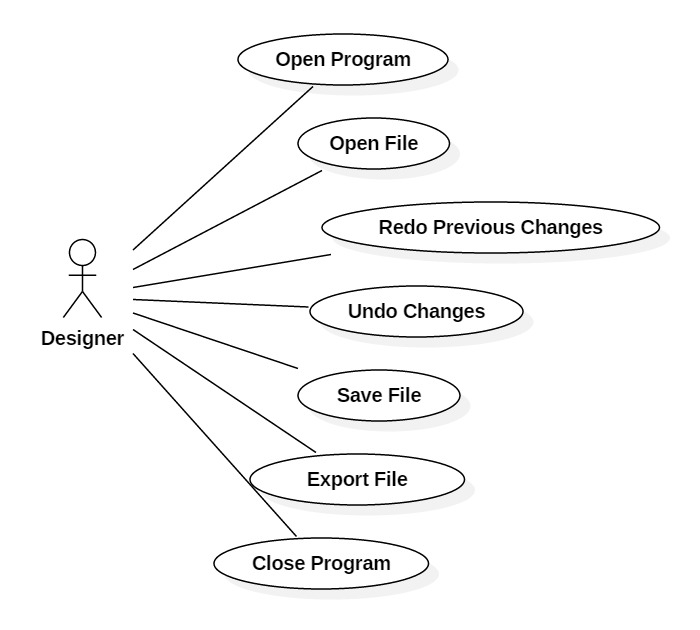 Open Program
Open File
Redo Previous Changes
Undo Changes
Designer
Save File
Export File
Close Program